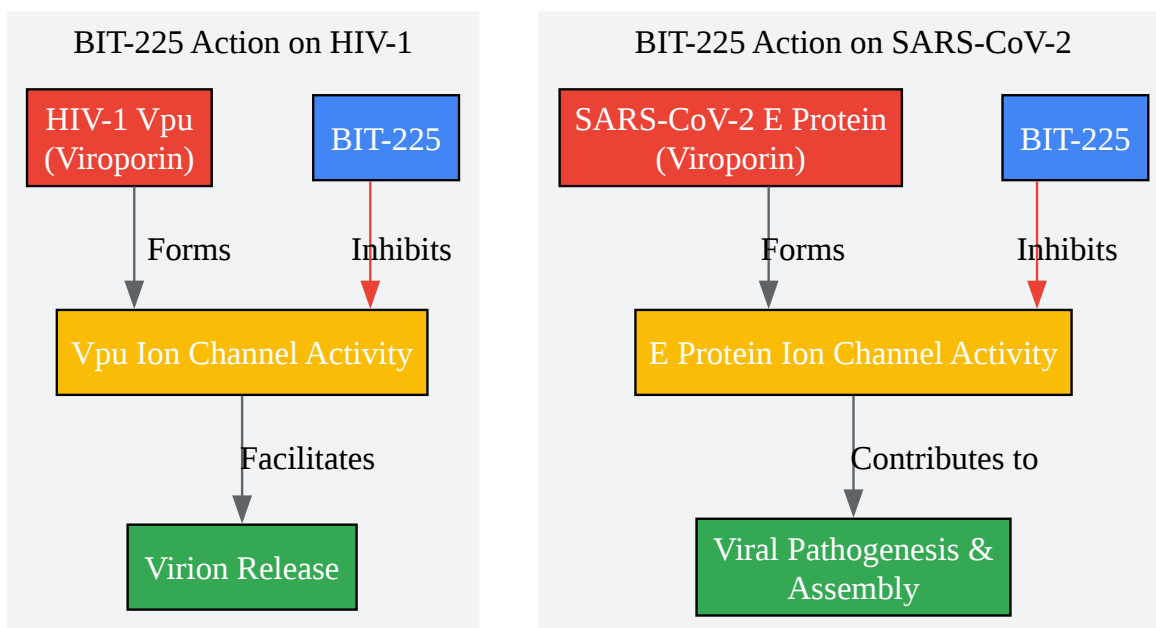 BIT-225 Action on HIV-1
HIV-1 Vpu
(Viroporin)
BIT-225
Forms
Inhibits
Vpu Ion Channel Activity
Facilitates
Virion Release
BIT-225 Action on SARS-CoV-2
SARS-CoV-2 E Protein
(Viroporin)
BIT-225
Forms
Inhibits
E Protein Ion Channel Activity
Contributes to
Viral Pathogenesis &
Assembly